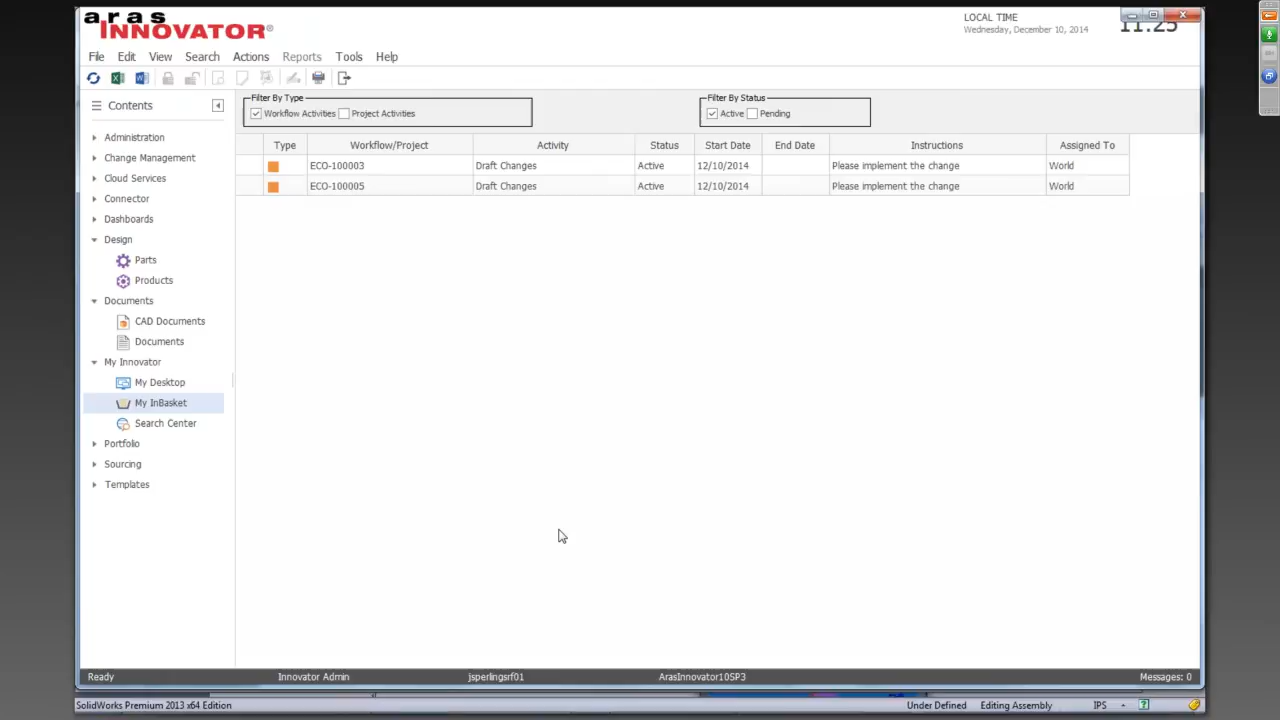 aras
INNOVATOR®
LOCAL TIME
Wednesday, December 10, 2014
11:25
File Edit View Search Actions Reports Tools Help
Contents
Filter By Type
Workflow Activities Project Activities
Filter By Status
Active Pending
Administration
Change Management
Cloud Services
Connector
Dashboards
Design
Parts
Products
Documents
CAD Documents
Documents
My Innovator
My Desktop
My InBasket
Search Center
Portfolio
Sourcing
Templates
Type Workflow/Project Activity Status Start Date End Date Instructions Assigned To
ECO-100003 Draft Changes Active 12/10/2014 Please implement the change World
ECO-100005 Draft Changes Active 12/10/2014 Please implement the change World
Ready Innovator Admin jsperlingsrf01 ArasInnovator10SP3 Messages: 0
SolidWorks Premium 2013 x64 Edition Under Defined Editing Assembly IPS